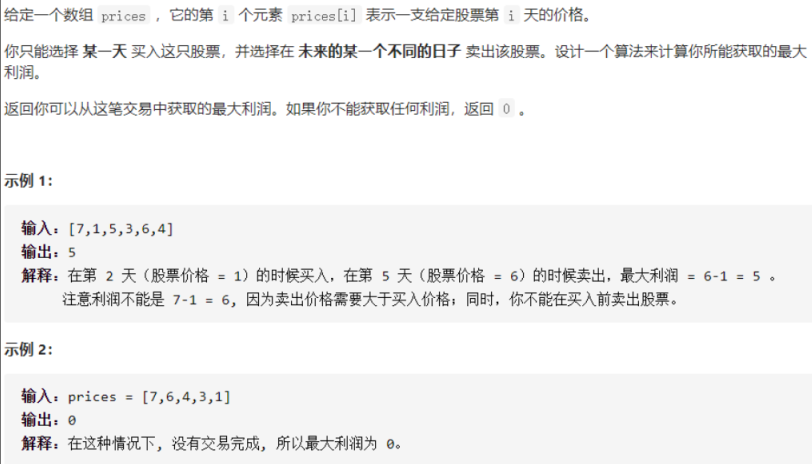 给定一个数组 prices ，它的第 i 个元素 prices[i] 表示一支给定股票第 i 天的价格。
你只能选择 某一天 买入这只股票，并选择在 未来的某一个不同的日子 卖出该股票。设计一个算法来计算你所能获取的最大
利润。
返回你可以从这笔交易中获取的最大利润。如果你不能获取任何利润，返回 0 。
示例 1：
输入：[7,1,5,3,6,4]
输出：5
解释：在第 2 天（股票价格 = 1）的时候买入，在第 5 天（股票价格 = 6）的时候卖出，最大利润 = 6-1 = 5 。
注意利润不能是 7-1 = 6, 因为卖出价格需要大于买入价格；同时，你不能在买入前卖出股票。
示例 2：
输入：prices = [7,6,4,3,1]
输出：0
解释：在这种情况下, 没有交易完成, 所以最大利润为 0。